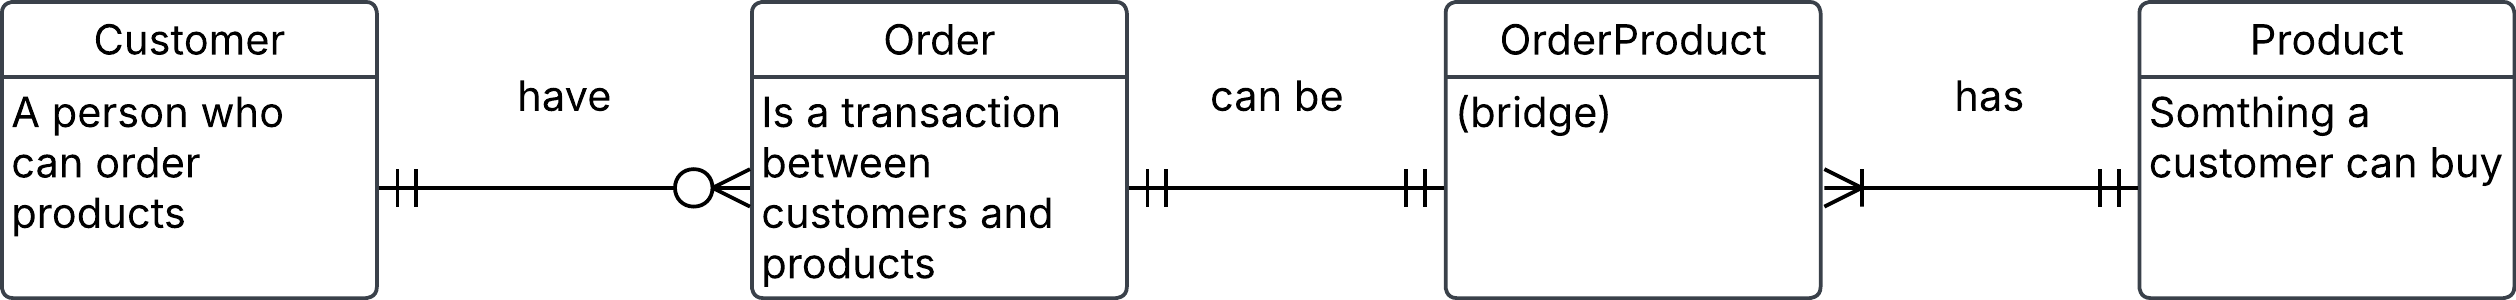 Customer
A person who
can order
products
have
Order
Is a transaction
between
customers and
products
can be
OrderProduct
(bridge)
has
Product
Somthing a
customer can buy